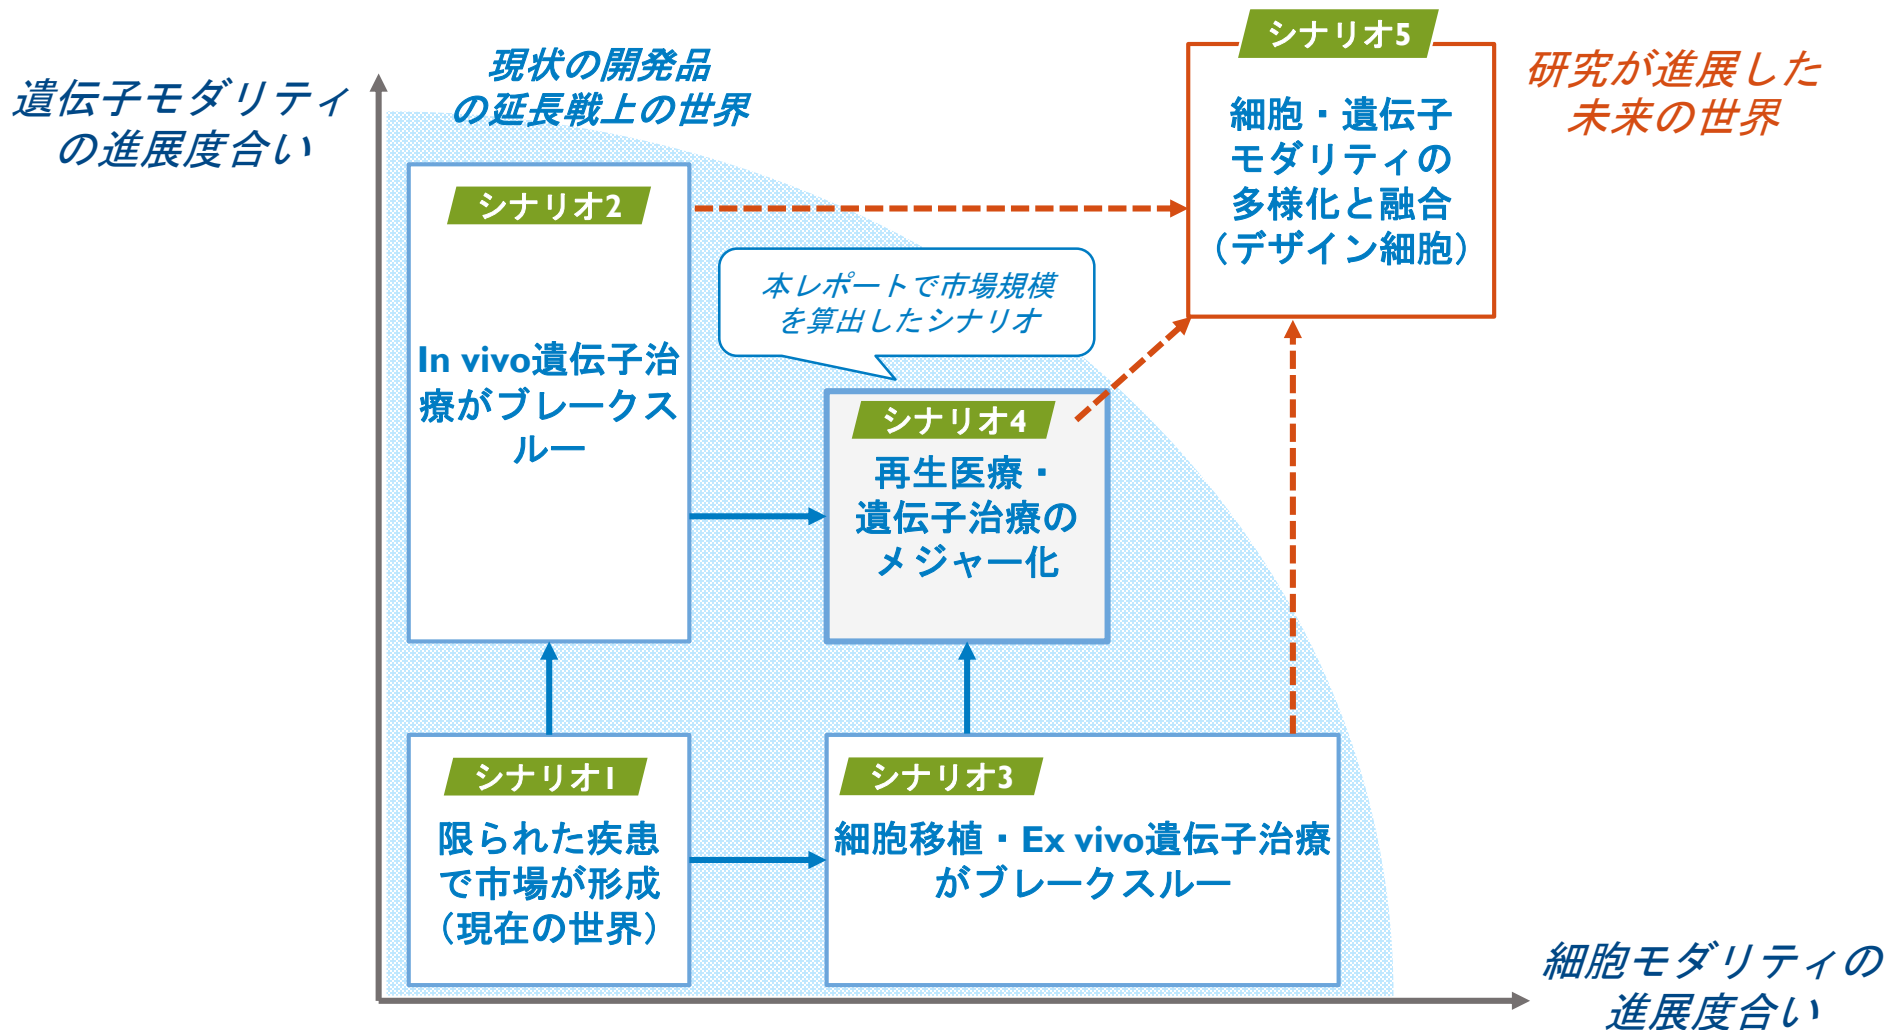 遺伝子モダリティ
の進展度合い
現状の開発品
の延長戦上の世界
シナリオ5
細胞・遺伝子
モダリティの
多様化と融合
（デザイン細胞）
研究が進展した
未来の世界
シナリオ2
In vivo遺伝子治
療がブレークス
ルー
本レポートで市場規模
を算出したシナリオ
シナリオ4
再生医療・
遺伝子治療の
メジャー化
シナリオ1
限られた疾患
で市場が形成
（現在の世界）
シナリオ3
細胞移植・Ex vivo遺伝子治療
がブレークスルー
細胞モダリティの
進展度合い